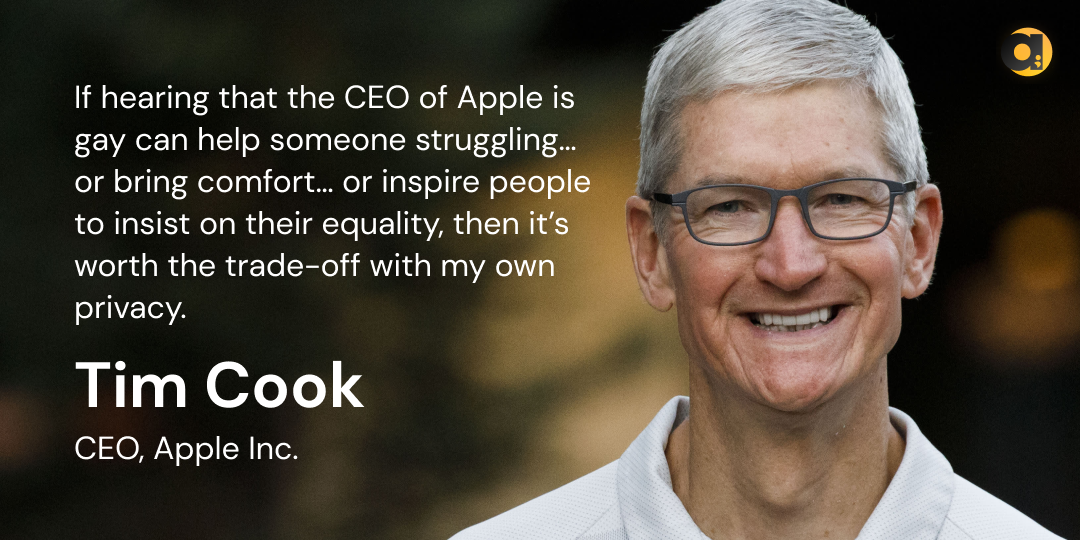 If hearing that the CEO of Apple is
gay can help someone struggling...
or bring comfort... or inspire people
to insist on their equality, then it’s
worth the trade-off with my own
privacy.
Tim Cook
CEO, Apple Inc.